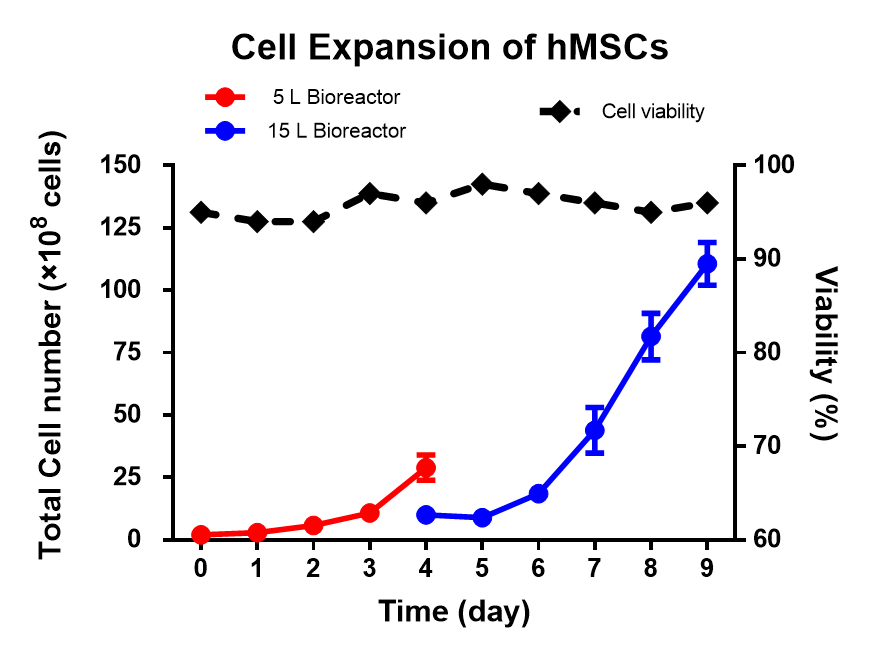 Cell Expansion of hMSCs
5 L Bioreactor
15 L Bioreactor
Cell viability
Total Cell number (×10⁸ cells)
150
125
100
75
50
25
0
100
90
80
70
60
Viability (%)
0 1 2 3 4 5 6 7 8 9
Time (day)